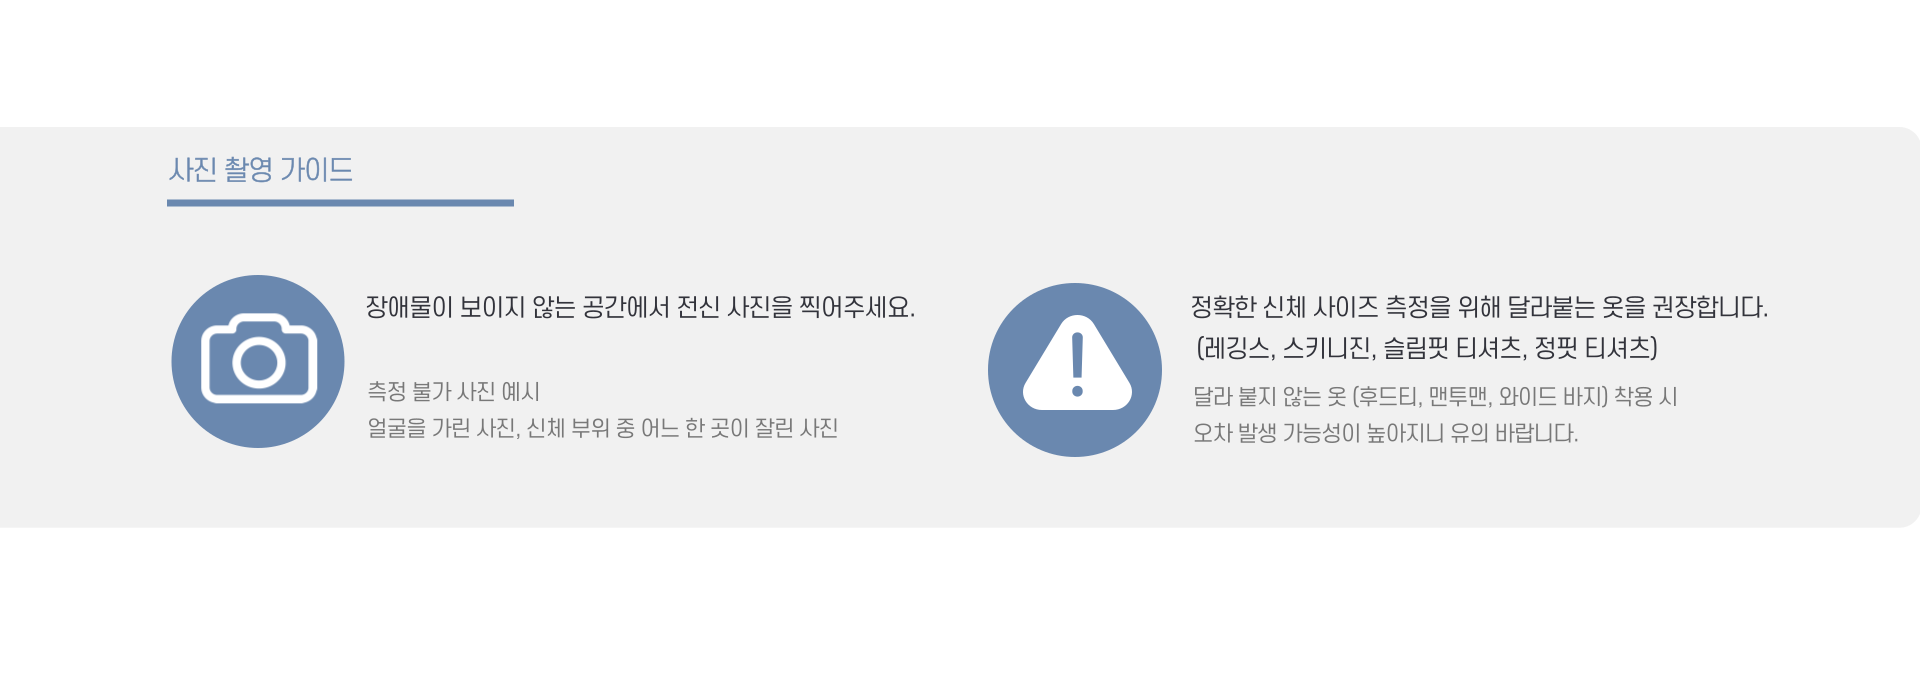 사진 촬영 가이드
장애물이 보이지 않는 공간에서 전신 사진을 찍어주세요.
측정 불가 사진 예시
얼굴을 가린 사진, 신체 부위 중 어느 한 곳이 잘린 사진
정확한 신체 사이즈 측정을 위해 달라붙는 옷을 권장합니다.
(레깅스, 스키니진, 슬림핏 티셔츠, 정핏 티셔츠)
달라 붙지 않는 옷 (후드티, 맨투맨, 와이드 바지) 착용 시
오차 발생 가능성이 높아지니 유의 바랍니다.